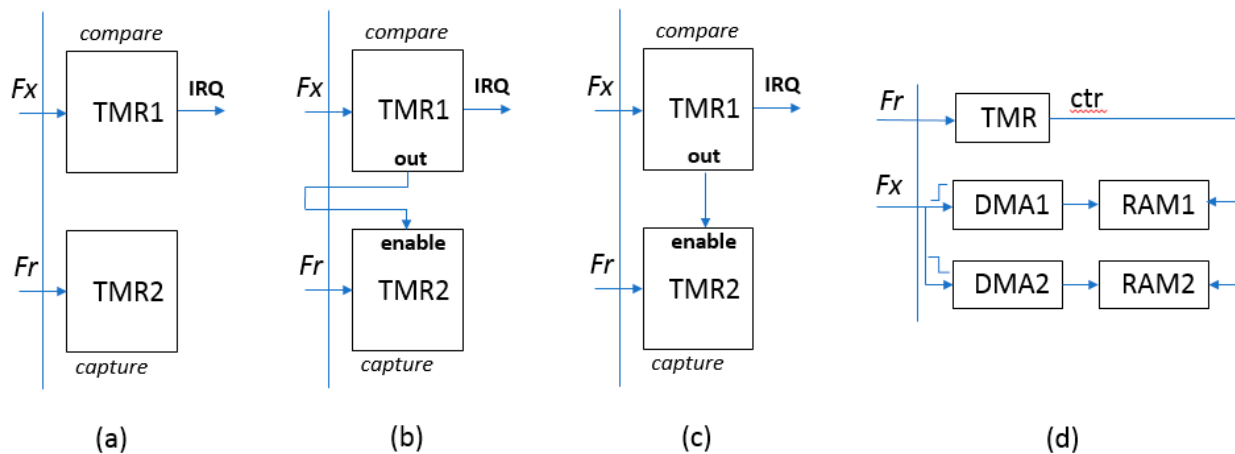 compare
Fx
TMR1
IRQ
Fr
TMR2
capture
(a)
compare
Fx
TMR1
IRQ
out
enable
Fr
TMR2
capture
(b)
compare
Fx
TMR1
IRQ
out
enable
Fr
TMR2
capture
(c)
Fr
TMR
ctr
Fx
DMA1
RAM1
DMA2
RAM2
(d)